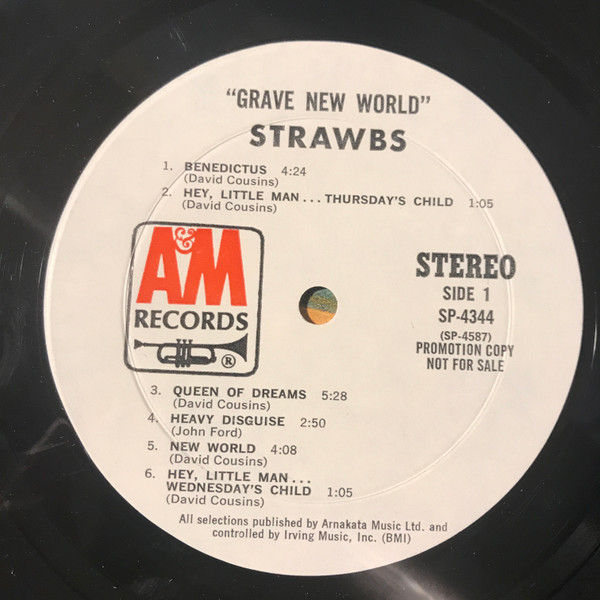 "GRAVE NEW WORLD"
STRAWBS
1. BENEDICTUS 4:24
(David Cousins)
2. HEY, LITTLE MAN... THURSDAY'S CHILD 1:05
(David Cousins)
A&M
RECORDS
®
STEREO
SIDE 1
SP-4344
(SP-4587)
PROMOTION COPY
NOT FOR SALE
3. QUEEN OF DREAMS 5:28
(David Cousins)
4. HEAVY DISGUISE 2:50
(John Ford)
5. NEW WORLD 4:08
(David Cousins)
6. HEY, LITTLE MAN...
WEDNESDAY'S CHILD 1:05
(David Cousins)
All selections published by Arnakata Music Ltd. and
controlled by Irving Music, Inc. (BMI)